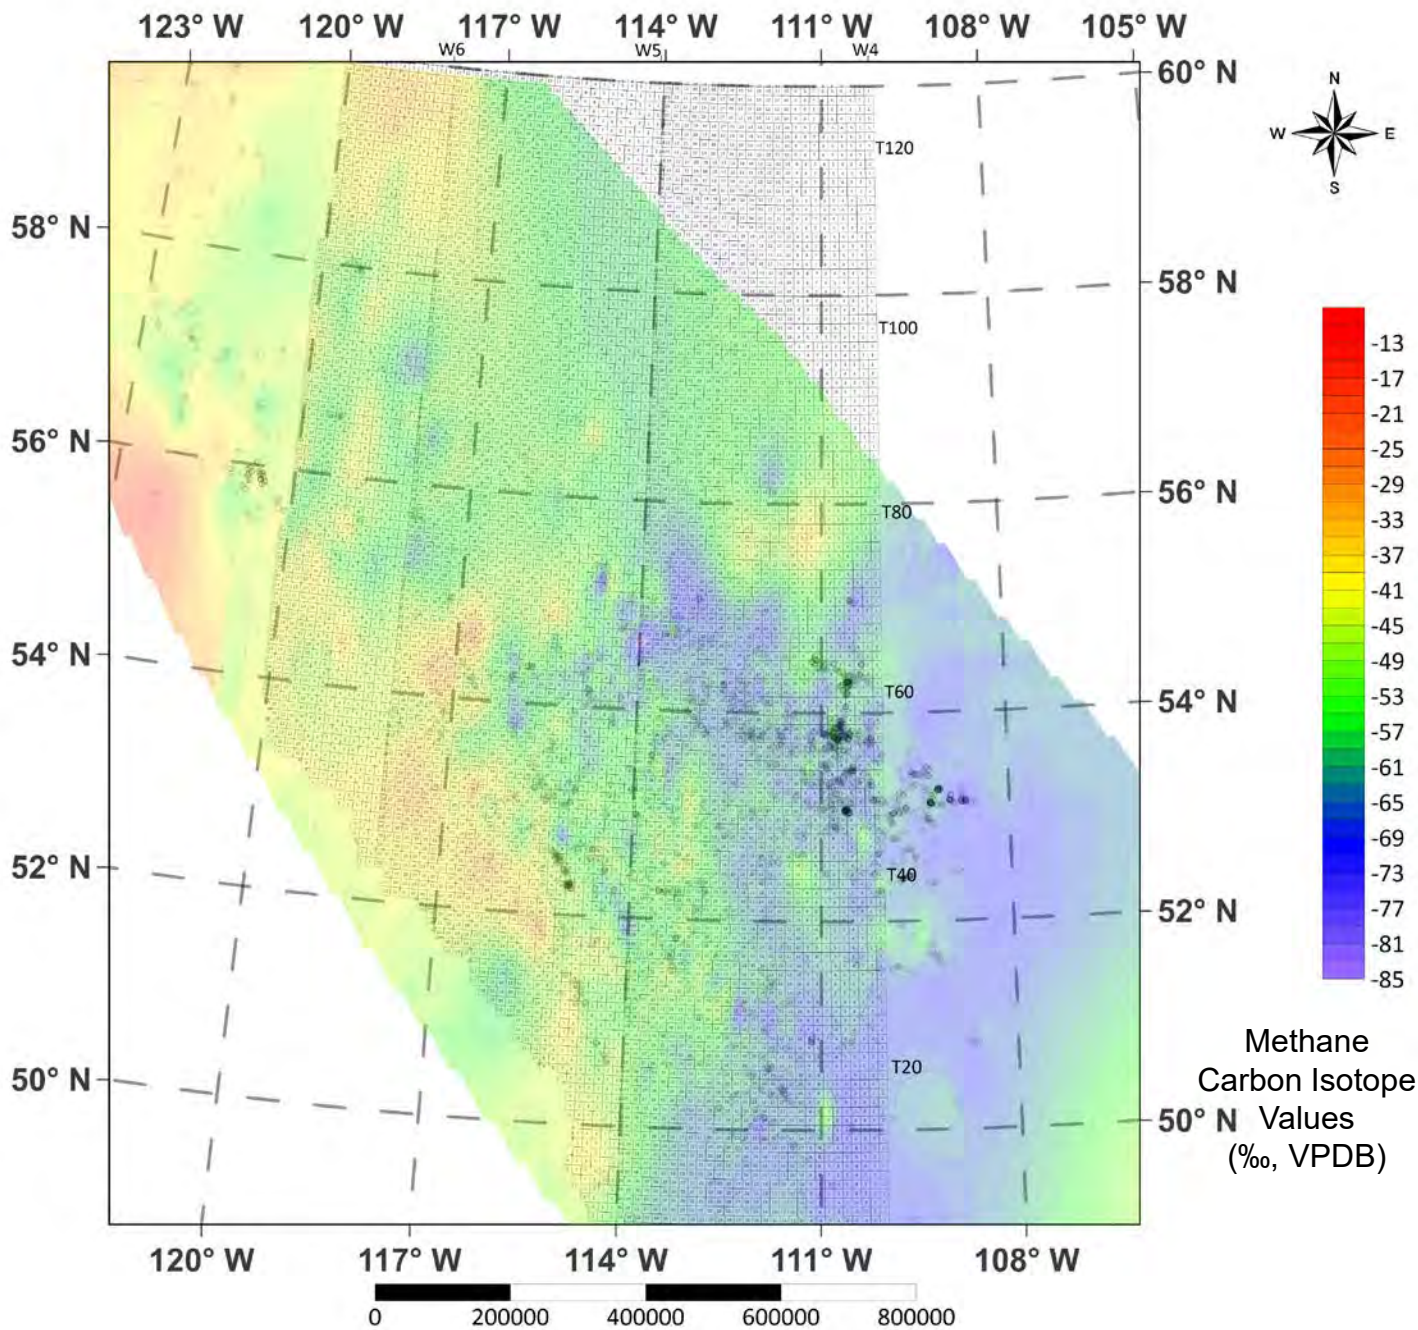 123° W 120° W 117° W 114° W 111° W 108° W 105° W
W6 W5 W4
60° N
N
W E
S
T120
58° N
58° N
T100
-13
-17
-21
-25
-29
-33
-37
-41
-45
-49
-53
-57
-61
-65
-69
-73
-77
-81
-85
56° N
56° N
T80
54° N
54° N
T60
52° N
52° N
T40
50° N
50° N
T20
Methane
Carbon Isotope
Values
(‰, VPDB)
120° W 117° W 114° W 111° W 108° W
0 200000 400000 600000 800000